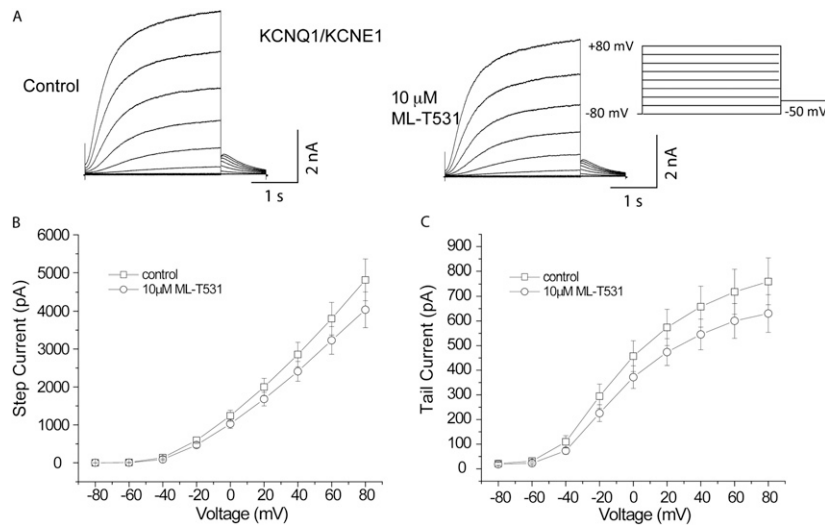 A
KCNQ1/KCNE1
Control
2 nA
1 s
10 µM
ML-T531
+80 mV
-80 mV
-50 mV
2 nA
1 s
B
6000
5000
4000
3000
2000
1000
0
Step Current (pA)
control
10µM ML-T531
-80 -60 -40 -20 0 20 40 60 80
Voltage (mV)
C
900
800
700
600
500
400
300
200
100
0
Tail Current (pA)
control
10µM ML-T531
-80 -60 -40 -20 0 20 40 60 80
Voltage (mV)